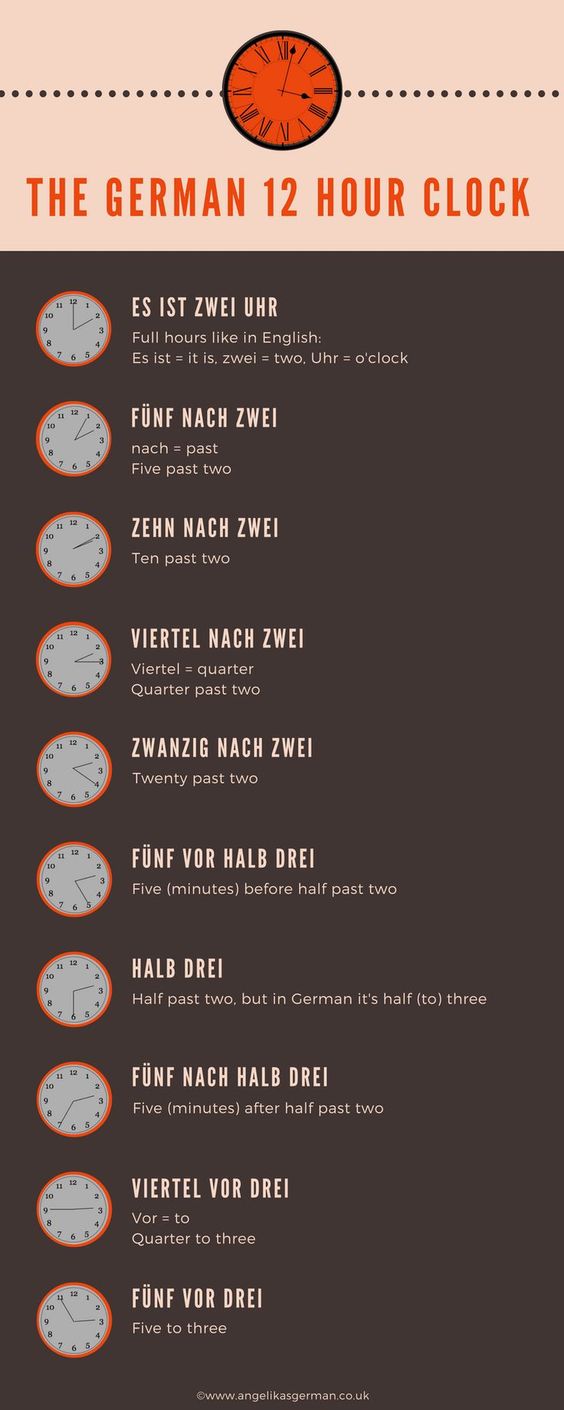 THE GERMAN 12 HOUR CLOCK
ES IST ZWEI UHR
Full hours like in English:
Es ist = it is, zwei = two, Uhr = o'clock
FÜNF NACH ZWEI
nach = past
Five past two
ZEHN NACH ZWEI
Ten past two
VIERTEL NACH ZWEI
Viertel = quarter
Quarter past two
ZWANZIG NACH ZWEI
Twenty past two
FÜNF VOR HALB DREI
Five (minutes) before half past two
HALB DREI
Half past two, but in German it's half (to) three
FÜNF NACH HALB DREI
Five (minutes) after half past two
VIERTEL VOR DREI
Vor = to
Quarter to three
FÜNF VOR DREI
Five to three
©www.angelikasgerman.co.uk